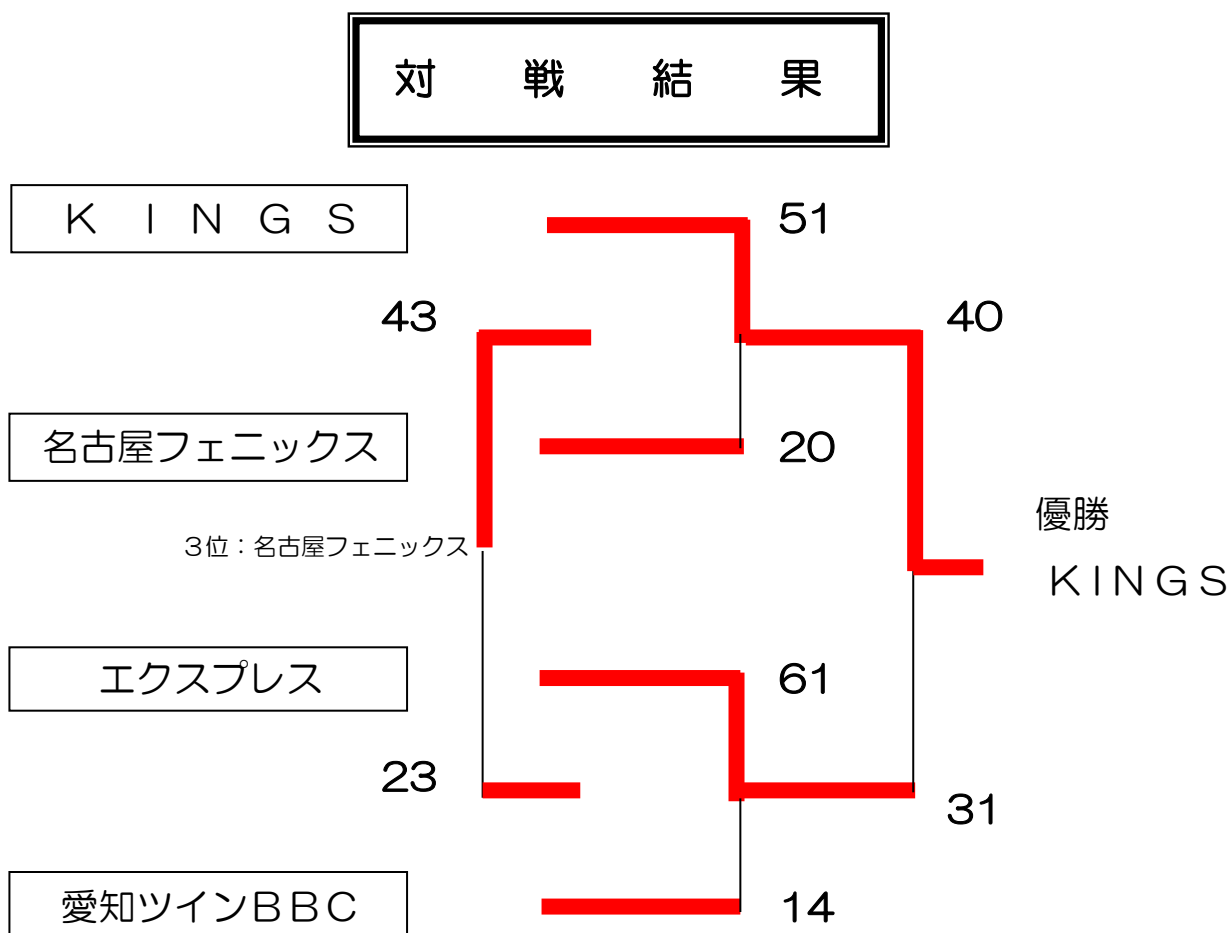 対 戦 結 果
ＫＩＮＧＳ
51
43
40
名古屋フェニックス
20
優勝
３位：名古屋フェニックス
ＫＩＮＧＳ
エクスプレス
61
23
31
愛知ツインＢＢＣ
14